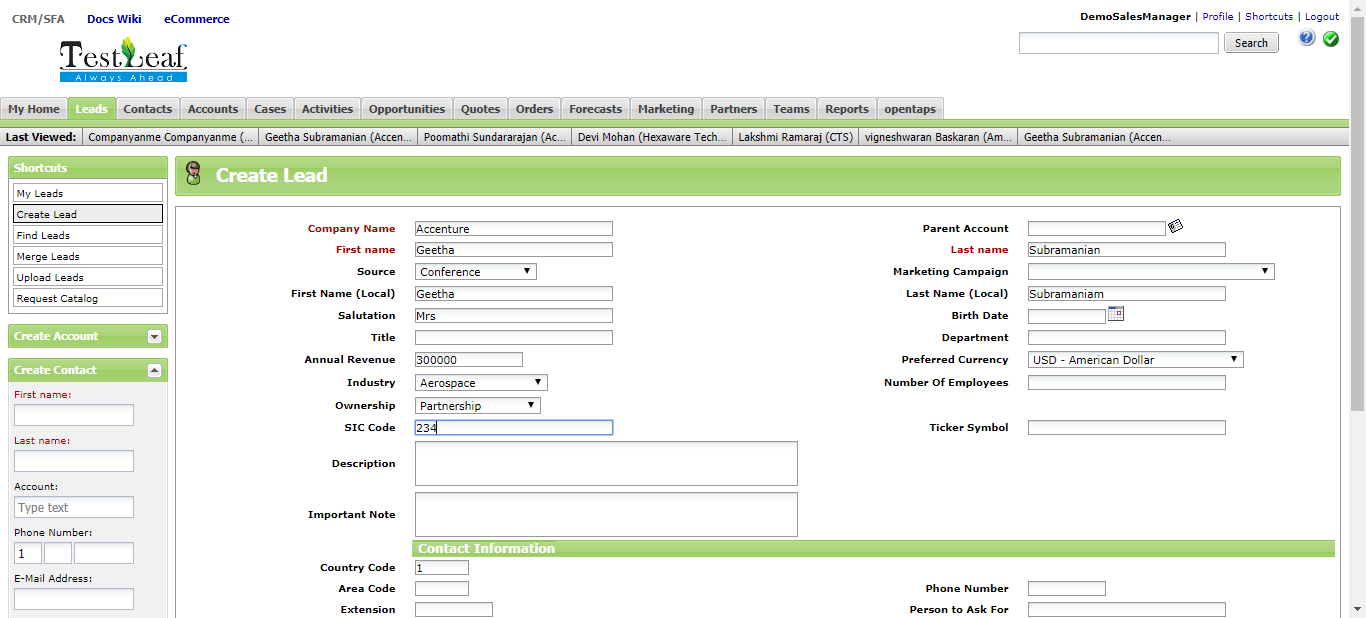 CRM/SFA Docs Wiki eCommerce
DemoSalesManager | Profile | Shortcuts | Logout
TestLeaf
Always Ahead
Search
My Home Leads Contacts Accounts Cases Activities Opportunities Quotes Orders Forecasts Marketing Partners Teams Reports opentaps
Last Viewed: Companyanme Companyanme (... Geetha Subramanian (Accen... Poomathi Sundararajan (Ac... Devi Mohan (Hexaware Tech... Lakshmi Ramaraj (CTS) vigneshwaran Baskaran (Am... Geetha Subramanian (Accen...
Shortcuts
My Leads
Create Lead
Find Leads
Merge Leads
Upload Leads
Request Catalog
Create Account
Create Contact
First name:
Last name:
Account:
Type text
Phone Number:
1
E-Mail Address:
Create Lead
Company Name Accenture Parent Account
First name Geetha Last name Subramanian
Source Conference Marketing Campaign
First Name (Local) Geetha Last Name (Local) Subramaniam
Salutation Mrs Birth Date
Title Department
Annual Revenue 300000 Preferred Currency USD - American Dollar
Industry Aerospace Number Of Employees
Ownership Partnership
SIC Code 234 Ticker Symbol
Description
Important Note
Contact Information
Country Code 1
Area Code Phone Number
Extension Person to Ask For